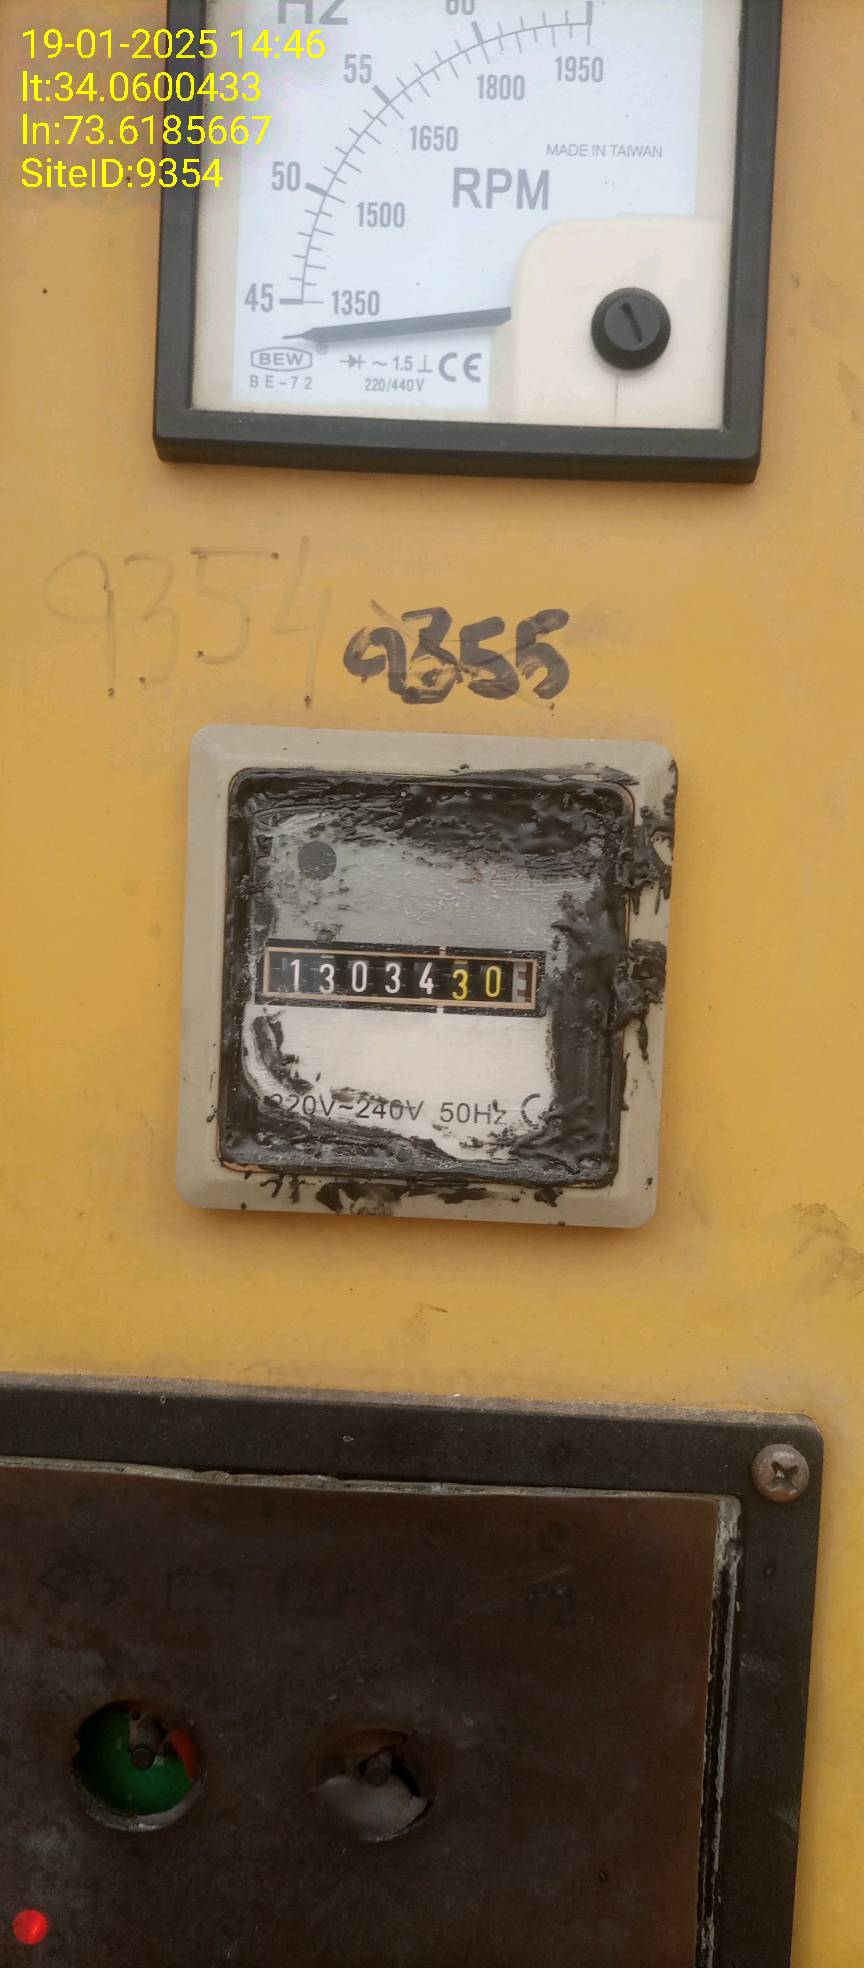 19-01-2025 14:46
lt:34.0600433
ln:73.6185667
SiteID:9354
HZ
45 50 55 60
1350 1500 1650 1800 1950
MADE IN TAIWAN
RPM
BEW ®
BE-72
~ 1.5 ⊥ CE
220/440V
9354
9355
1303430
220V~240V 50Hz C